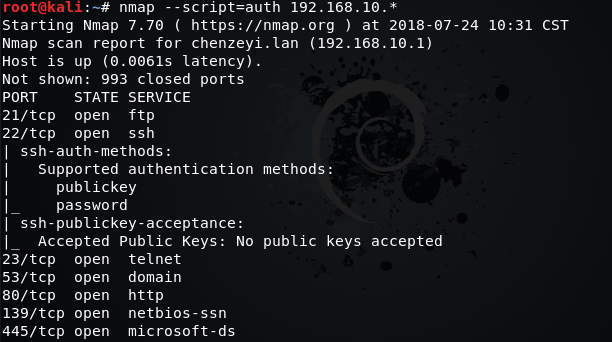 root@kali:~# nmap --script=auth 192.168.10.*
Starting Nmap 7.70 ( https://nmap.org ) at 2018-07-24 10:31 CST
Nmap scan report for chenzeyi.lan (192.168.10.1)
Host is up (0.0061s latency).
Not shown: 993 closed ports
PORT    STATE SERVICE
21/tcp  open  ftp
22/tcp  open  ssh
| ssh-auth-methods:
|   Supported authentication methods:
|     publickey
|_    password
| ssh-publickey-acceptance:
|_  Accepted Public Keys: No public keys accepted
23/tcp  open  telnet
53/tcp  open  domain
80/tcp  open  http
139/tcp open  netbios-ssn
445/tcp open  microsoft-ds